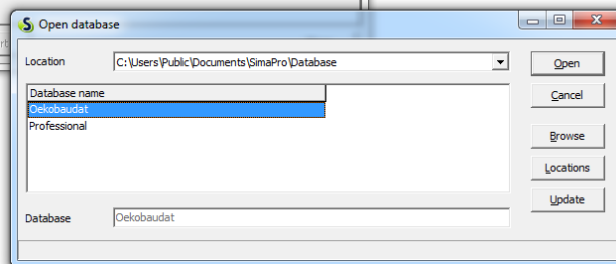 Open database
rt
Location
C:\Users\Public\Documents\SimaPro\Database
Open
Database name
Oekobaudat
Cancel
Professional
Browse
Locations
Update
Database
Oekobaudat